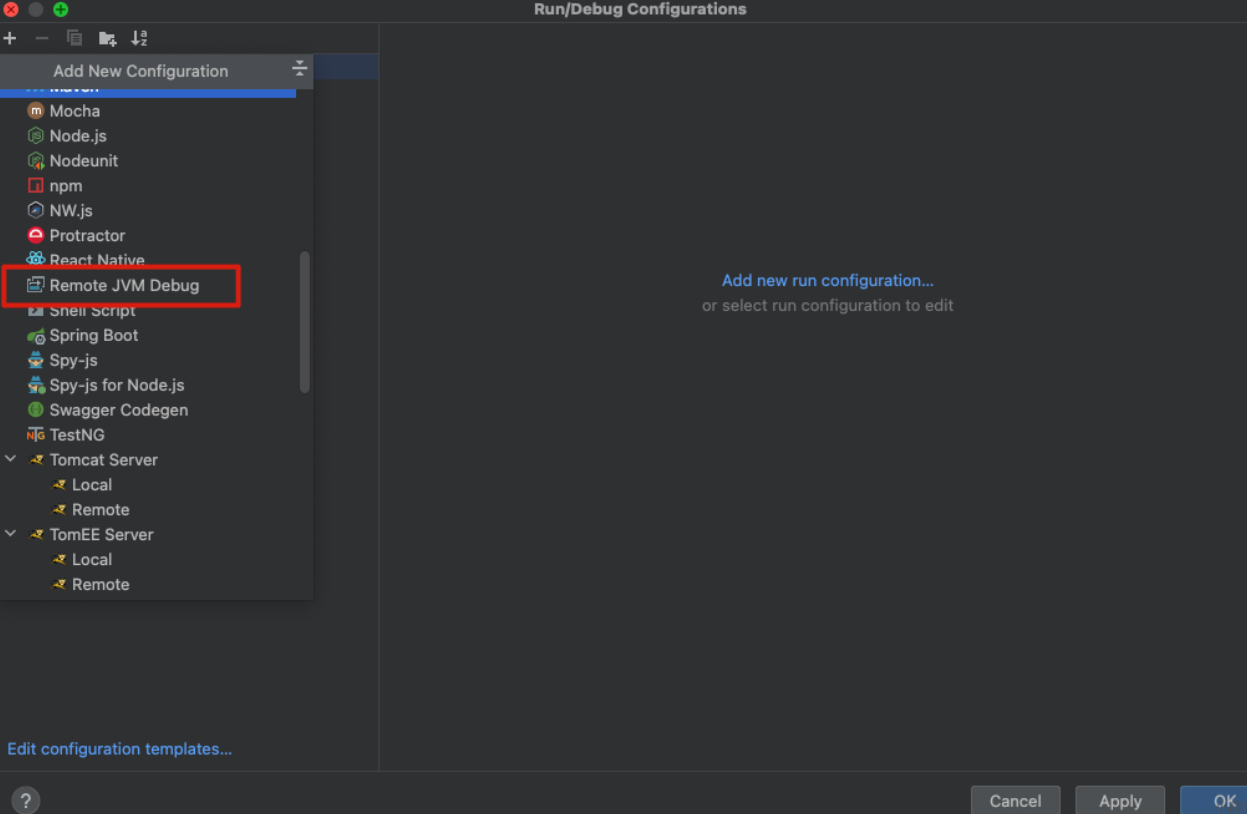 Run/Debug Configurations
Add New Configuration
Maven
Mocha
Node.js
Nodeunit
npm
NW.js
Protractor
React Native
Remote JVM Debug
Shell Script
Spring Boot
Spy-js
Spy-js for Node.js
Swagger Codegen
TestNG
Tomcat Server
Local
Remote
TomEE Server
Local
Remote
Add new run configuration...
or select run configuration to edit
Edit configuration templates...
?
Cancel
Apply
OK